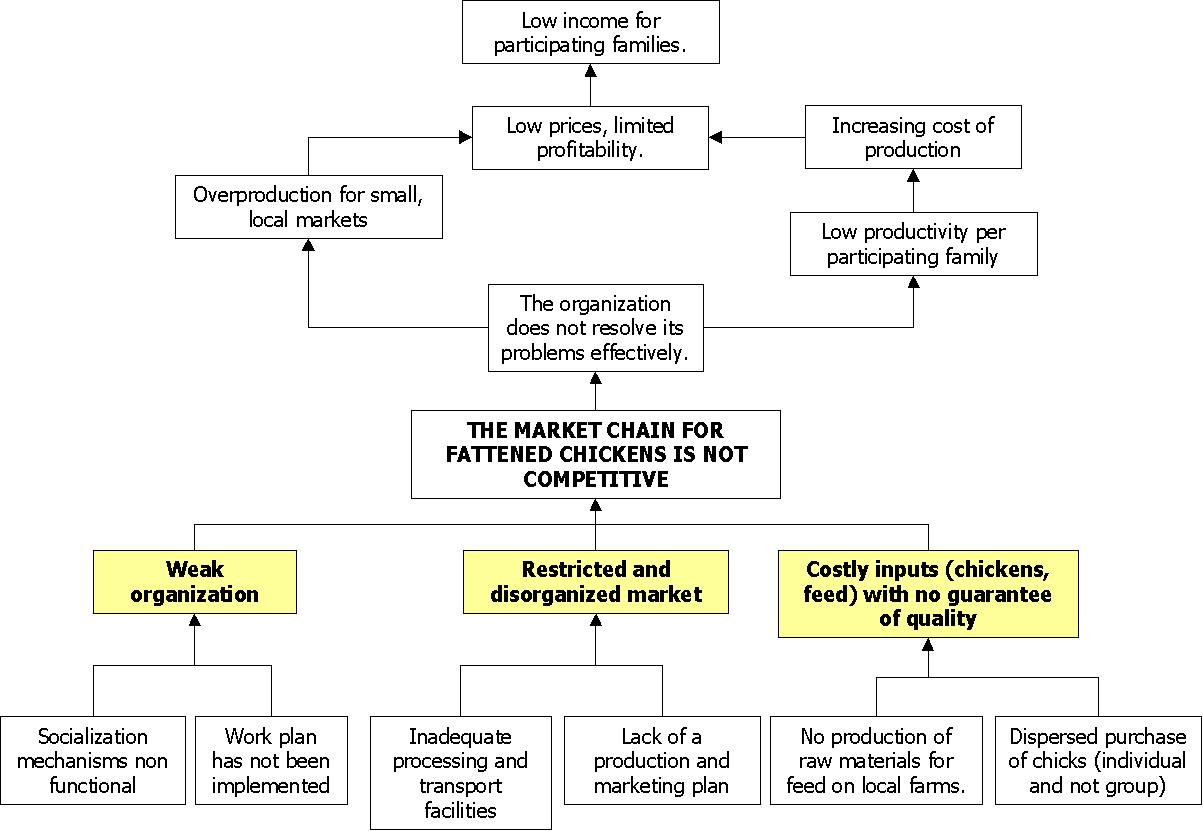 Low income for
participating families.
Low prices, limited
profitability.
Increasing cost of
production
Overproduction for small,
local markets
Low productivity per
participating family
The organization
does not resolve its
problems effectively.
THE MARKET CHAIN FOR
FATTENED CHICKENS IS NOT
COMPETITIVE
Weak
organization
Restricted and
disorganized market
Costly inputs (chickens,
feed) with no guarantee
of quality
Socialization
mechanisms non
functional
Work plan
has not been
implemented
Inadequate
processing and
transport
facilities
Lack of a
production and
marketing plan
No production of
raw materials for
feed on local farms.
Dispersed purchase
of chicks (individual
and not group)